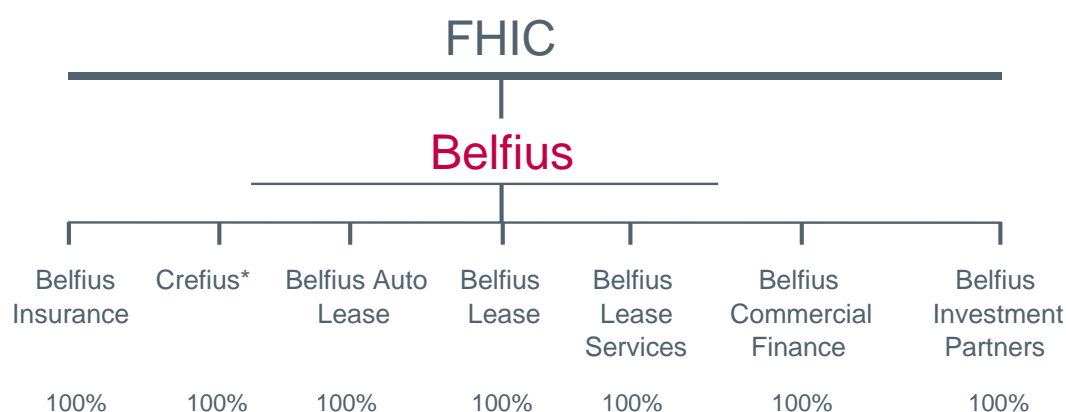 FHIC
Belfius
Belfius Insurance
Crefius*
Belfius Auto Lease
Belfius Lease
Belfius Lease Services
Belfius Commercial Finance
Belfius Investment Partners
100% 100% 100% 100% 100% 100% 100%